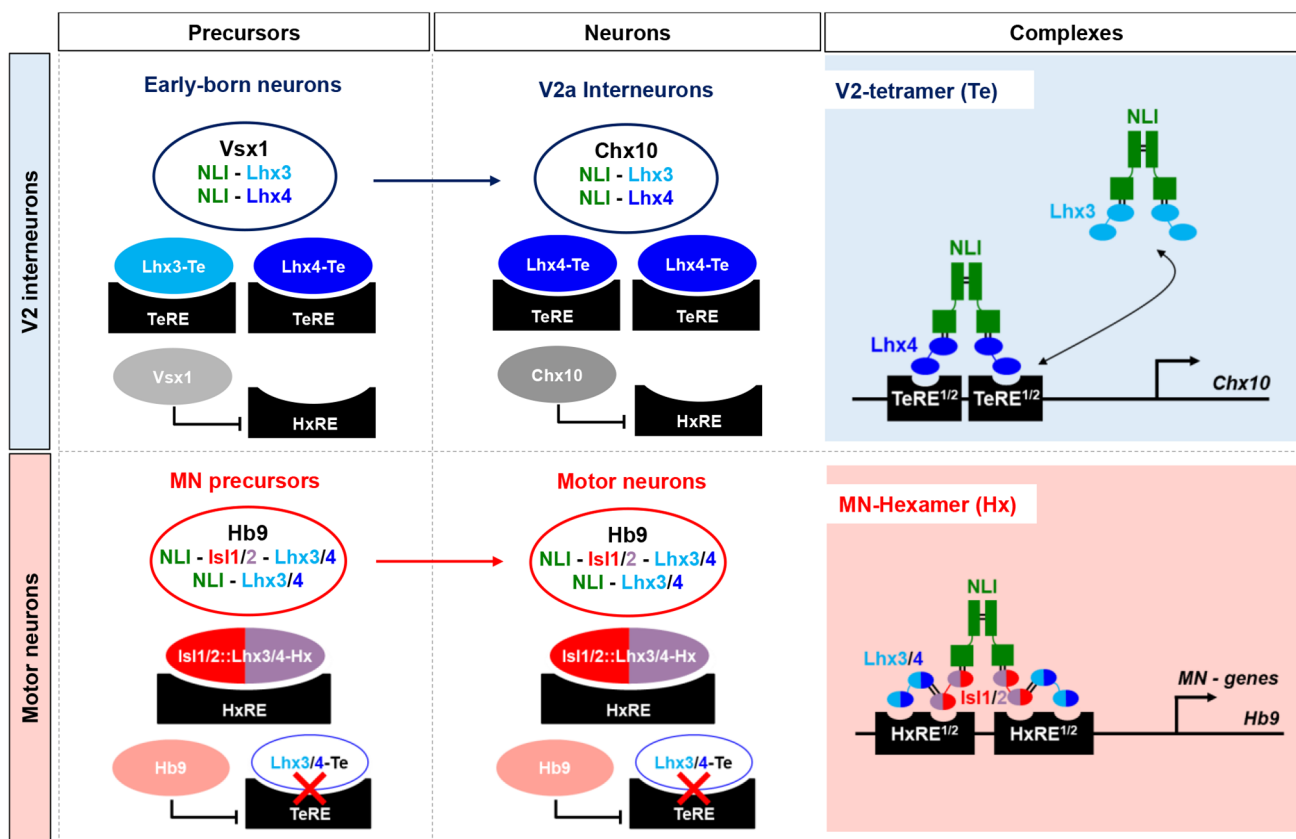 Precursors
Neurons
Complexes
V2 interneurons
Early-born neurons
Vsx1
NLI - Lhx3
NLI - Lhx4
Lhx3-Te
Lhx4-Te
TeRE
TeRE
Vsx1
HxRE
V2a Interneurons
Chx10
NLI - Lhx3
NLI - Lhx4
Lhx4-Te
Lhx4-Te
TeRE
TeRE
Chx10
HxRE
V2-tetramer (Te)
NLI
Lhx3
NLI
Lhx4
TeRE1/2
TeRE1/2
Chx10
Motor neurons
MN precursors
Hb9
NLI - Isl1/2 - Lhx3/4
NLI - Lhx3/4
Isl1/2::Lhx3/4-Hx
HxRE
Hb9
Lhx3/4-Te
TeRE
Motor neurons
Hb9
NLI - Isl1/2 - Lhx3/4
NLI - Lhx3/4
Isl1/2::Lhx3/4-Hx
HxRE
Hb9
Lhx3/4-Te
TeRE
MN-Hexamer (Hx)
NLI
Lhx3/4
Isl1/2
HxRE1/2
HxRE1/2
MN - genes
Hb9